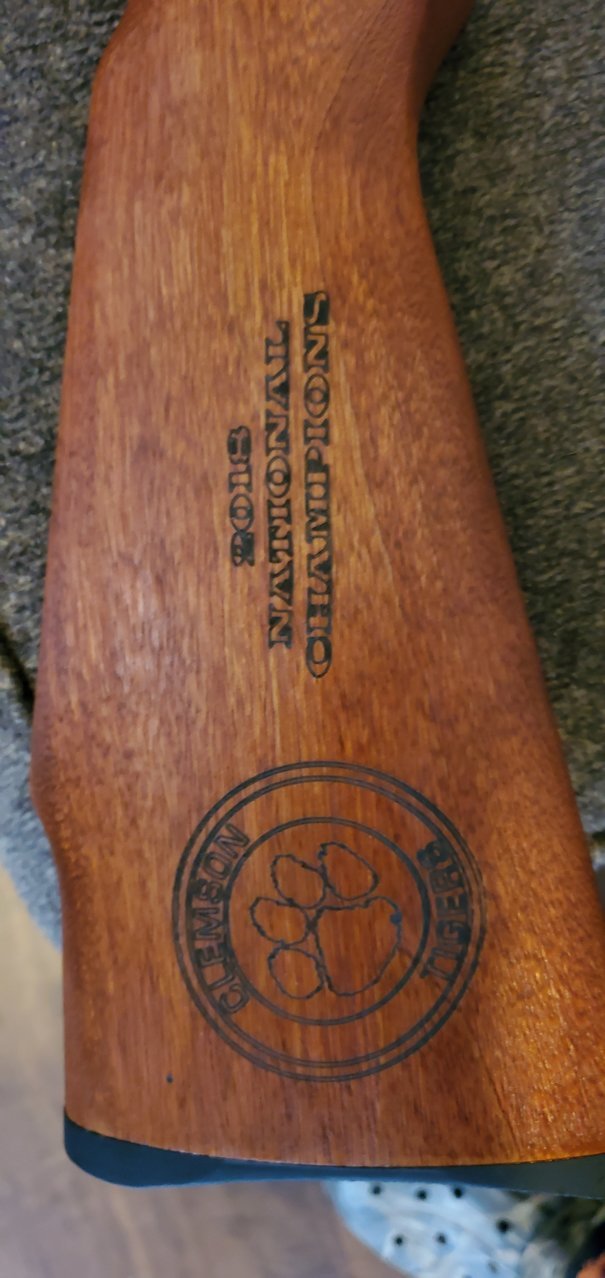 2018
NATIONAL
CHAMPIONS
CLEMSON
TIGERS